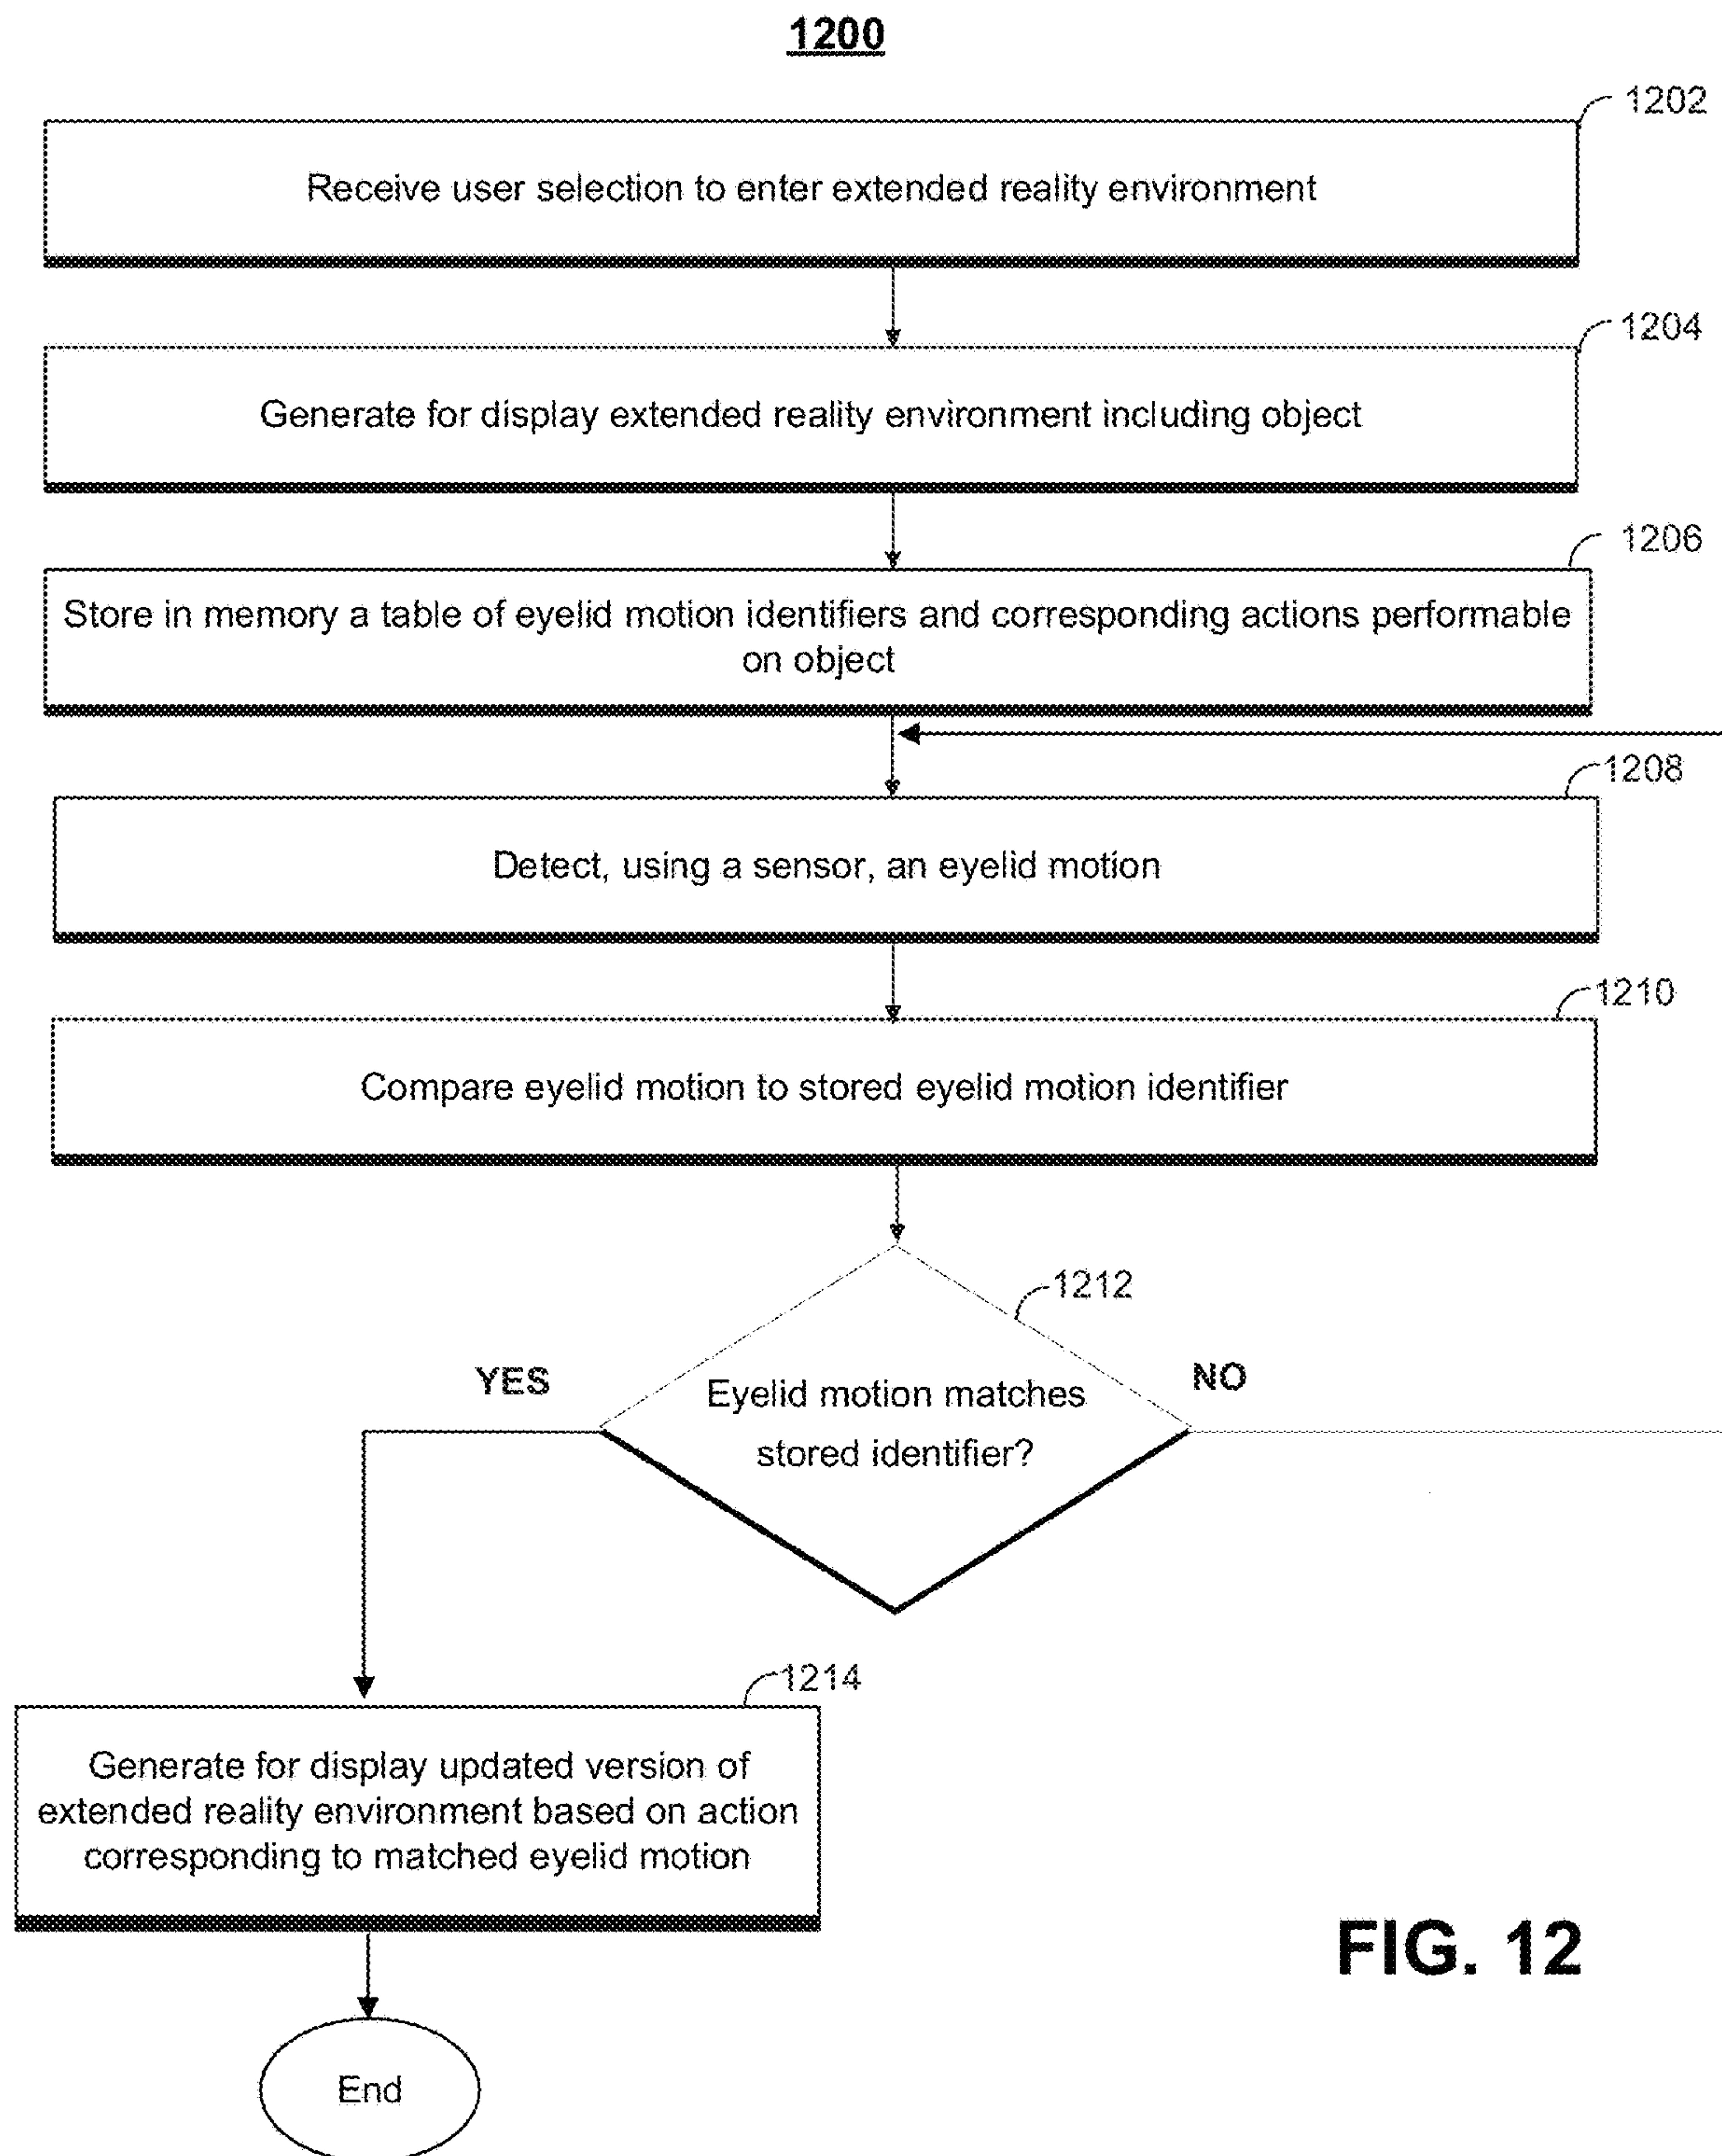 1200
1202
Receive user selection to enter extended reality environment
1204
Generate for display extended reality environment including object
1206
Store in memory a table of eyelid motion identifiers and corresponding actions performable
on object
1208
Detect, using a sensor, an eyelid motion
1210
Compare eyelid motion to stored eyelid motion identifier
1212
YES
NO
Eyelid motion matches
stored identifier?
1214
Generate for display updated version of
extended reality environment based on action
corresponding to matched eyelid motion
FIG. 12
End